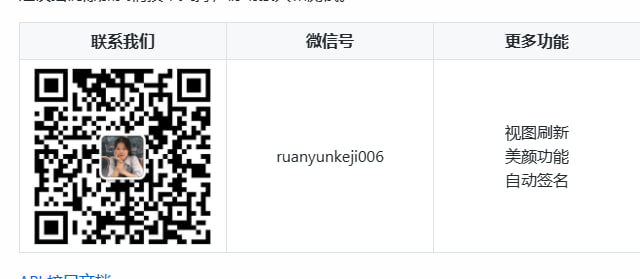 联系我们
微信号
更多功能
ruanyunkeji006
视图刷新
美颜功能
自动签名